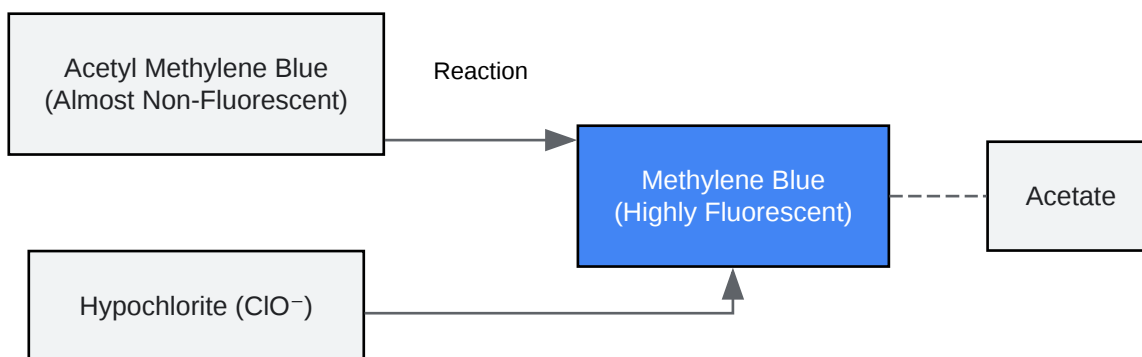 Acetyl Methylene Blue
(Almost Non-Fluorescent)
Reaction
Methylene Blue
(Highly Fluorescent)
Acetate
Hypochlorite (ClO⁻)